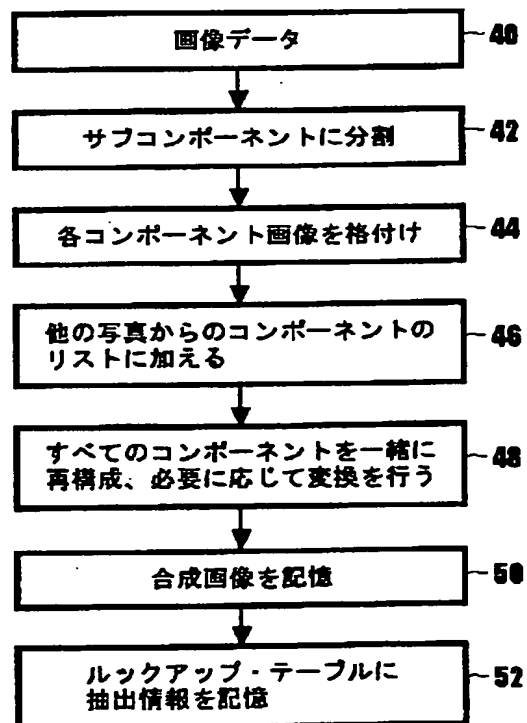 画像データ
40
サブコンポーネントに分割
42
各コンポーネント画像を格付け
44
他の写真からのコンポーネントの
リストに加える
46
すべてのコンポーネントを一緒に
再構成、必要に応じて変換を行う
48
合成画像を記憶
50
ルックアップ・テーブルに
抽出情報を記憶
52